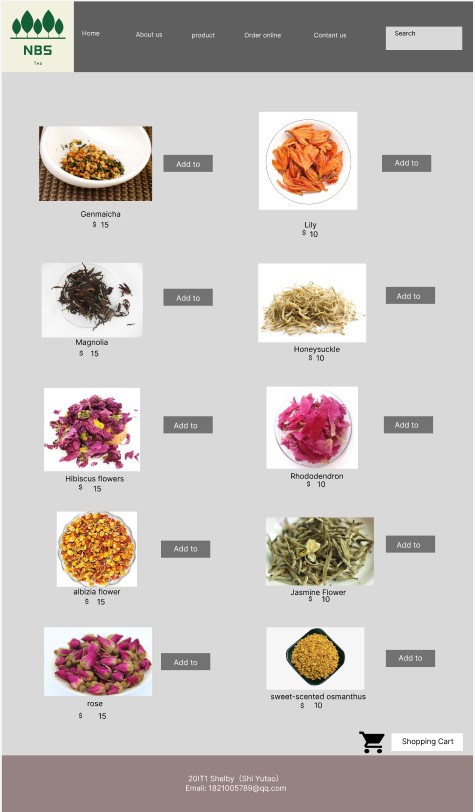 NBS
Tea
Home
About us
product
Order online
Contant us
Search
Add to
Add to
Genmaicha
$ 15
Lily
$ 10
Add to
Add to
Magnolia
$ 15
Honeysuckle
$ 10
Add to
Add to
Hibiscus flowers
$ 15
Rhododendron
$ 10
Add to
Add to
albizia flower
$ 15
Jasmine Flower
$ 10
Add to
Add to
rose
$ 15
sweet-scented osmanthus
$ 10
Shopping Cart
20IT1 Shelby（Shi Yutao）
Emali: 1821005789@qq.com